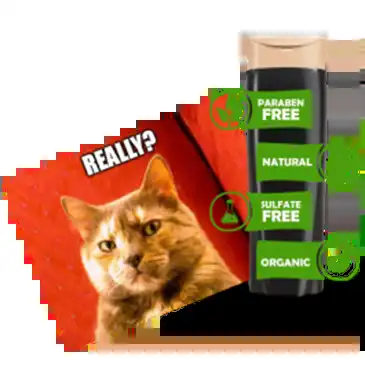 REALLY?
PARABEN
FREE
NATURAL
SULFATE
FREE
ORGANIC